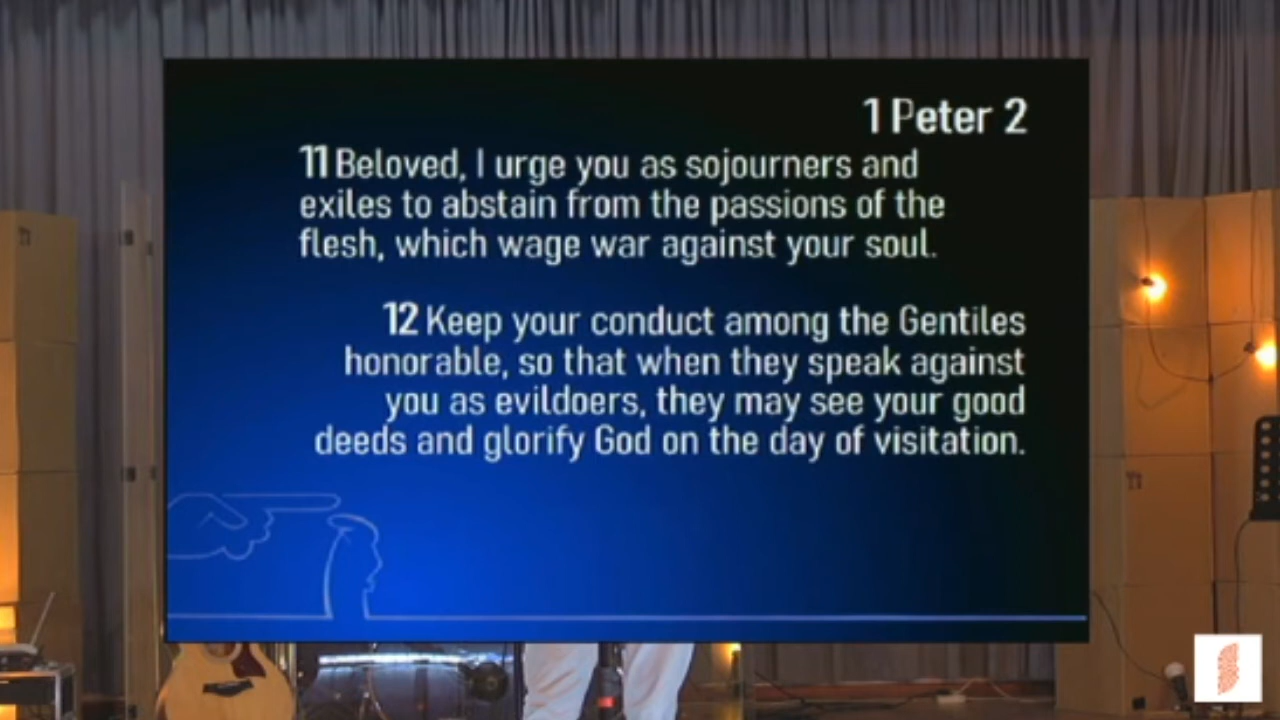 1 Peter 2
11 Beloved, I urge you as sojourners and
exiles to abstain from the passions of the
flesh, which wage war against your soul.
12 Keep your conduct among the Gentiles
honorable, so that when they speak against
you as evildoers, they may see your good
deeds and glorify God on the day of visitation.